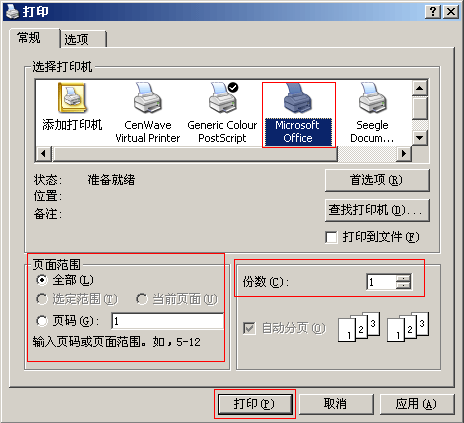 打印
常规
选项
选择打印机
添加打印机
CenWave Virtual Printer
Generic Colour PostScript
Microsoft Office
Seegle Docum...
状态: 准备就绪
位置:
备注:
首选项(R)
查找打印机(D)...
打印到文件(F)
页面范围
全部(L)
选定范围(T) 当前页面(U)
页码(G): 1
输入页码或页面范围。如，5-12
份数(C): 1
自动分页(O)
1 2 3 1 2 3
打印(P) 取消 应用(A)